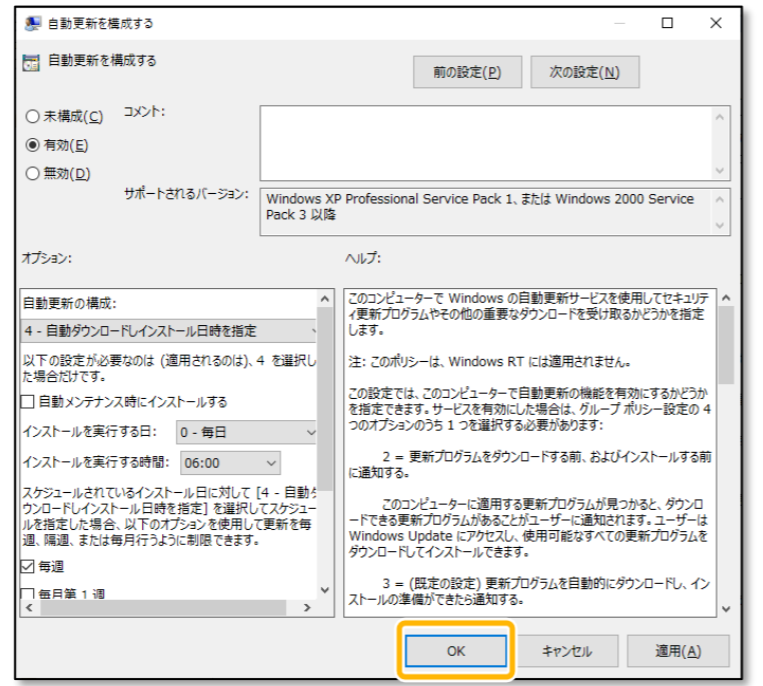 自動更新を構成する
自動更新を構成する
前の設定(P)
次の設定(N)
未構成(C)
コメント:
有効(E)
無効(D)
サポートされるバージョン:
Windows XP Professional Service Pack 1、または Windows 2000 Service
Pack 3 以降
オプション:
ヘルプ:
自動更新の構成:
4 - 自動ダウンロードしインストール日時を指定
以下の設定が必要なのは (適用されるのは)、4 を選択し
た場合だけです。
自動メンテナンス時にインストールする
インストールを実行する日:
0 - 毎日
インストールを実行する時間:
06:00
スケジュールされているインストール日に対して [4 - 自動ダ
ウンロードしインストール日時を指定] を選択してスケジュー
ルを指定した場合、以下のオプションを使用して更新を毎
週、隔週、または毎月行うように制限できます。
毎週
毎月第 1 週
このコンピューターで Windows の自動更新サービスを使用してセキュリテ
ィ更新プログラムやその他の重要なダウンロードを受け取るかどうかを指定
します。
注: このポリシーは、Windows RT には適用されません。
この設定では、このコンピューターで自動更新の機能を有効にするかどうか
を指定できます。サービスを有効にした場合は、グループ ポリシー設定の 4
つのオプションのうち 1 つを選択する必要があります:
2 = 更新プログラムをダウンロードする前、およびインストールする前
に通知する。
このコンピューターに適用する更新プログラムが見つかると、ダウンロ
ードできる更新プログラムがあることがユーザーに通知されます。ユーザーは
Windows Update にアクセスし、使用可能なすべての更新プログラムを
ダウンロードしてインストールできます。
3 = (既定の設定) 更新プログラムを自動的にダウンロードし、イン
ストールの準備ができたら通知する。
OK
キャンセル
適用(A)